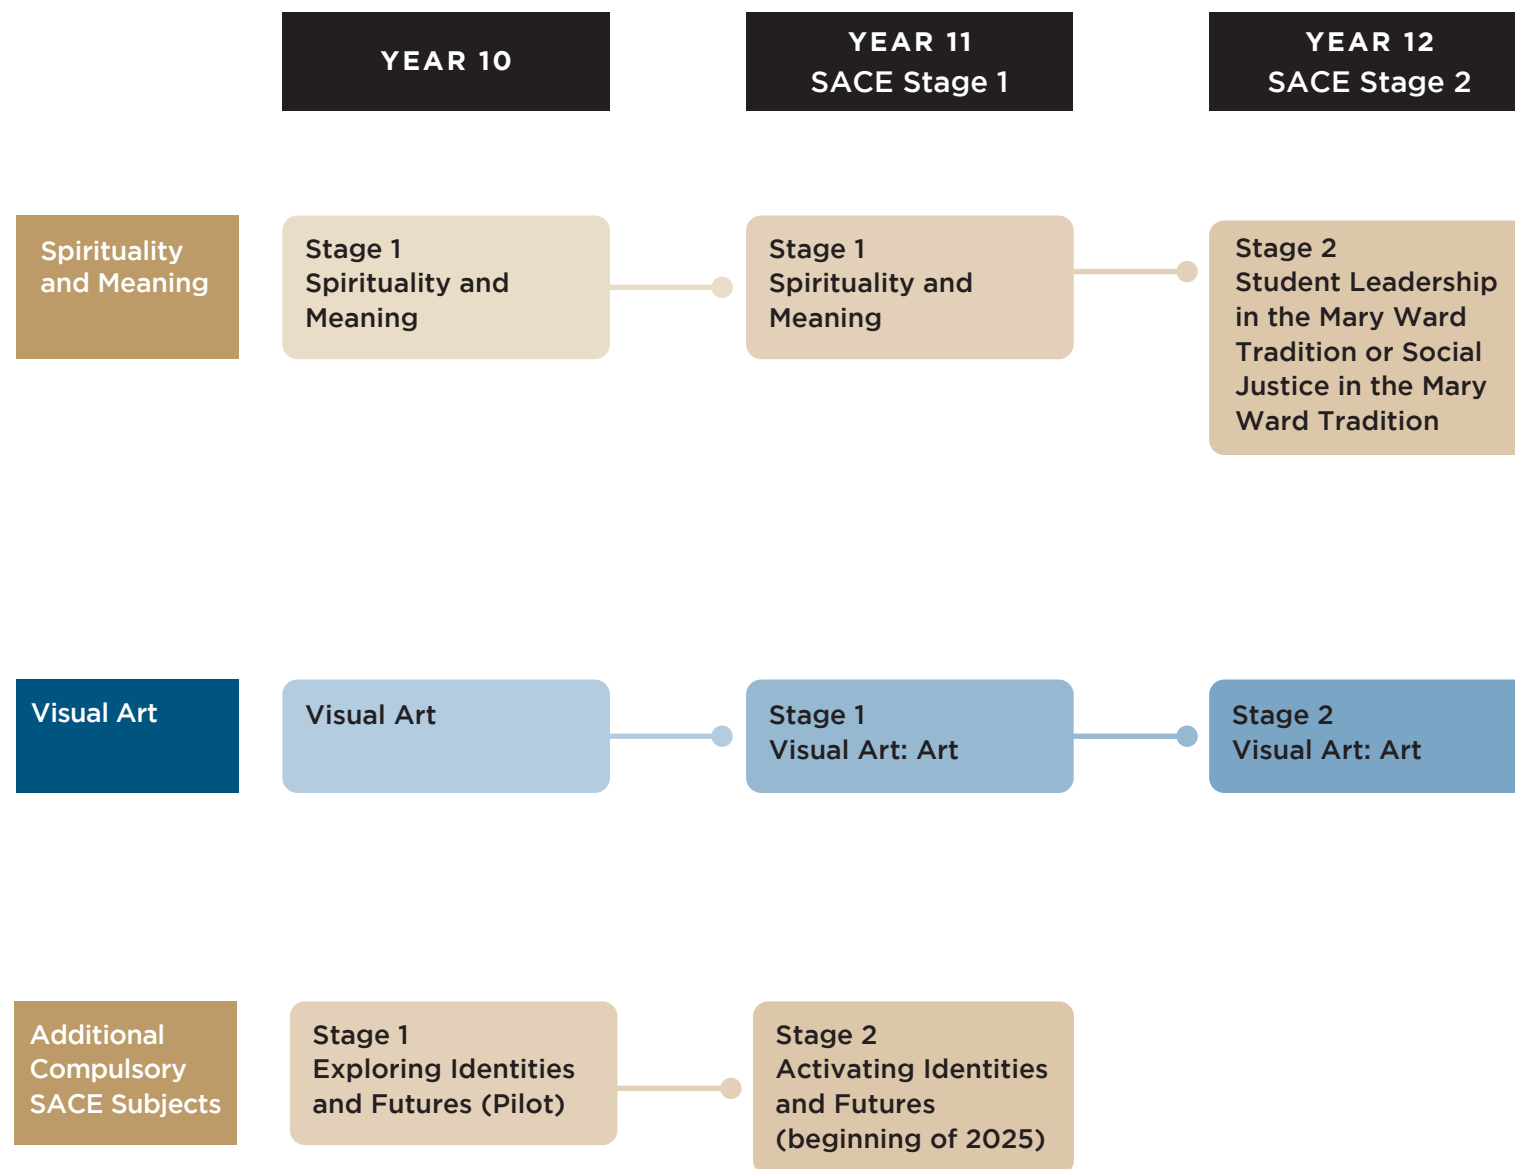 YEAR 10
YEAR 11
SACE Stage 1
YEAR 12
SACE Stage 2
Spirituality
and Meaning
Stage 1
Spirituality and
Meaning
Stage 1
Spirituality and
Meaning
Stage 2
Student Leadership
in the Mary Ward
Tradition or Social
Justice in the Mary
Ward Tradition
Visual Art
Visual Art
Stage 1
Visual Art: Art
Stage 2
Visual Art: Art
Additional
Compulsory
SACE Subjects
Stage 1
Exploring Identities
and Futures (Pilot)
Stage 2
Activating Identities
and Futures
(beginning of 2025)